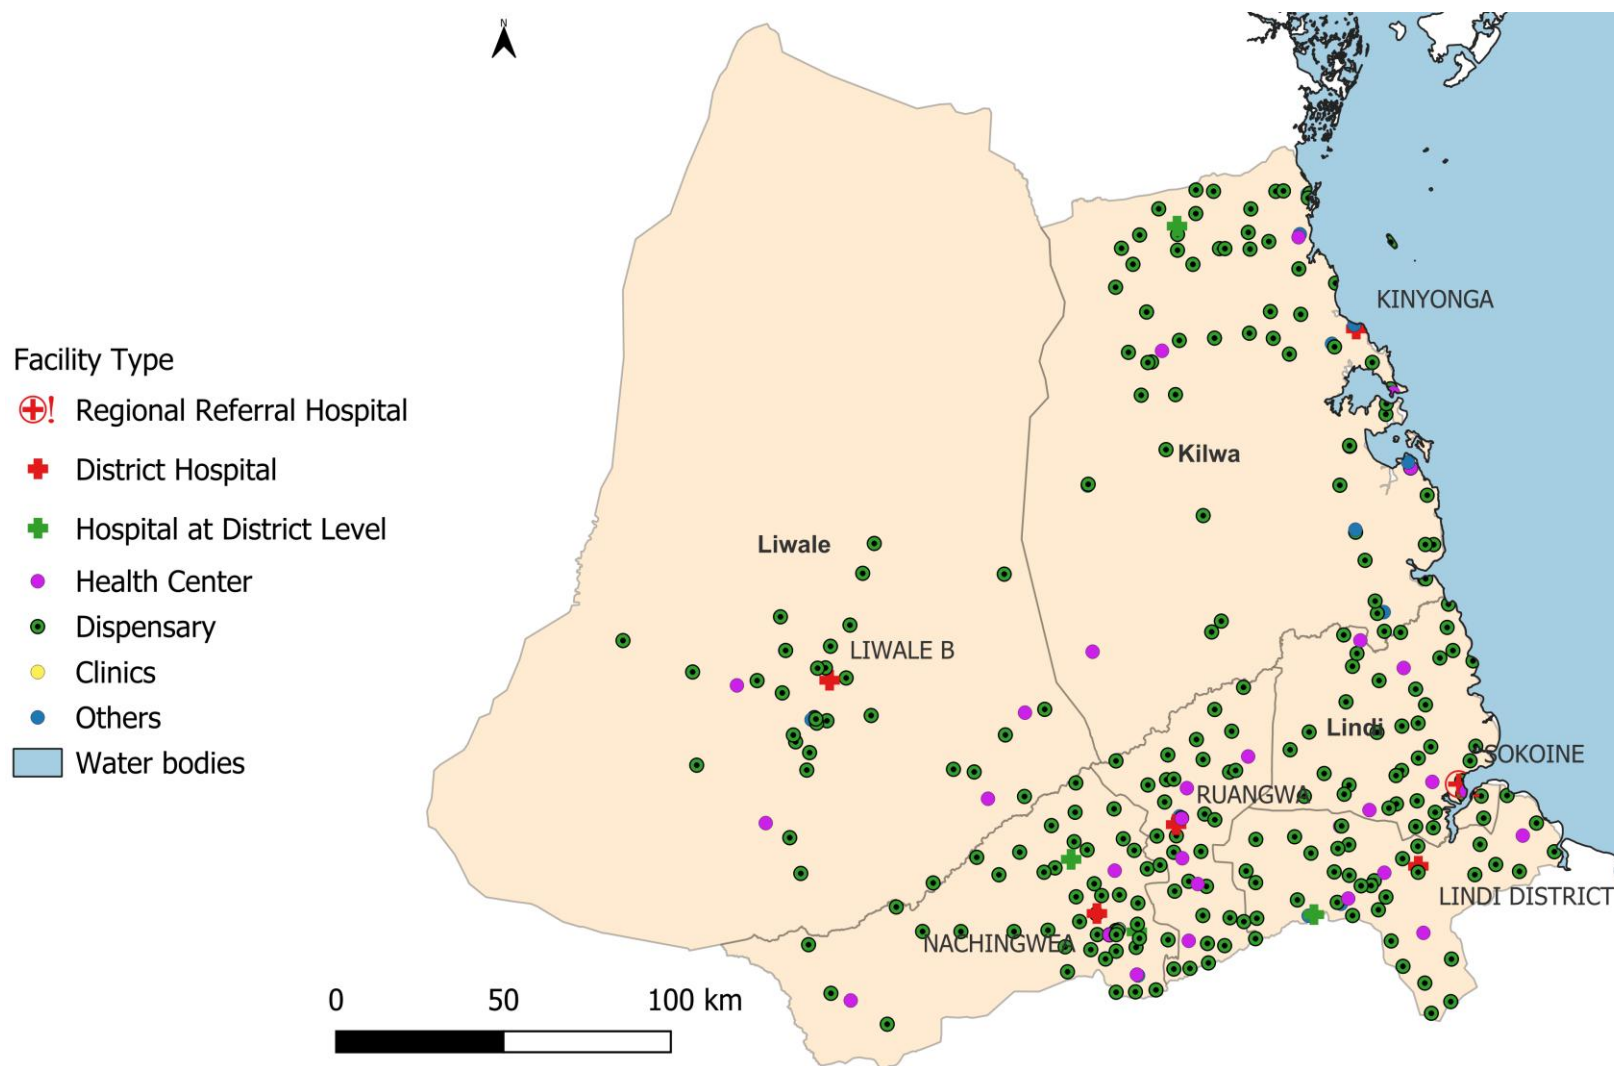 N
KINYONGA
Facility Type
Regional Referral Hospital
District Hospital
Kilwa
Hospital at District Level
Liwale
Health Center
Dispensary
LIWALE B
Clinics
Others
Lindi
Water bodies
SOKOINE
RUANGWA
LINDI DISTRICT
NACHINGWEA
0 50 100 km